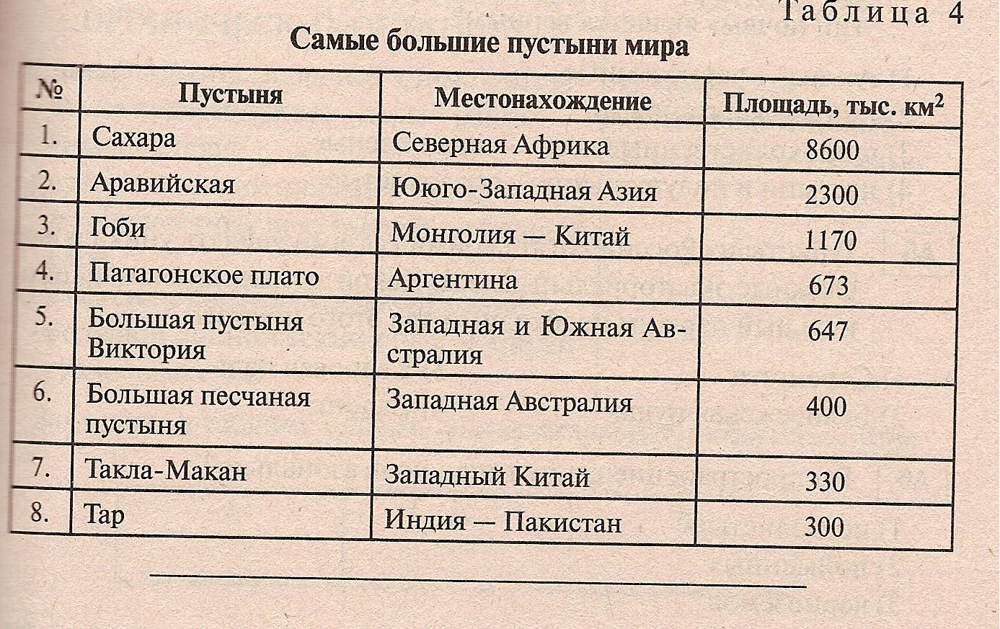 Таблица 4
Самые большие пустыни мира
№ Пустыня Местонахождение Площадь, тыс. км²
1. Сахара Северная Африка 8600
2. Аравийская Ююго-Западная Азия 2300
3. Гоби Монголия — Китай 1170
4. Патагонское плато Аргентина 673
5. Большая пустыня Западная и Южная Ав- 647
Виктория стралия
6. Большая песчаная Западная Австралия 400
пустыня
7. Такла-Макан Западный Китай 330
8. Тар Индия — Пакистан 300